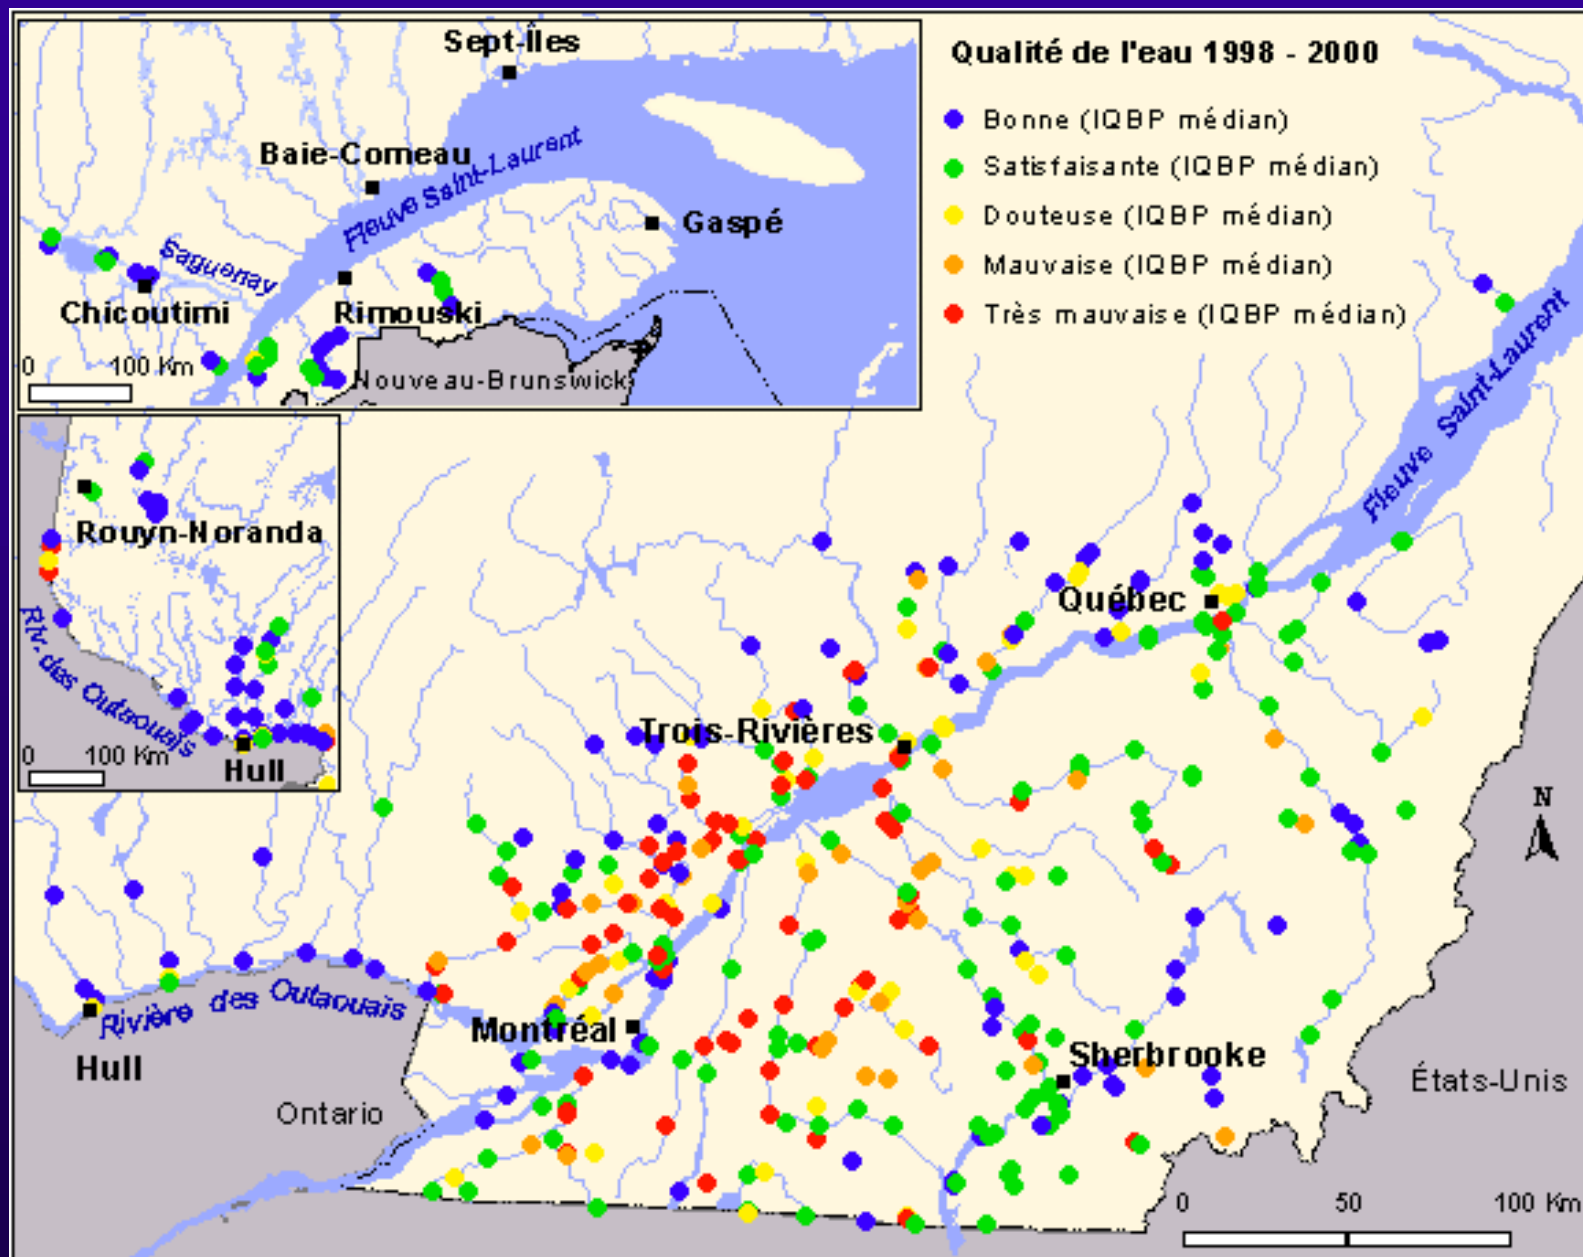 Sept-Îles
Qualité de l'eau 1998 - 2000
Bonne (IQBP médian)
Baie-Comeau
Fleuve Saint-Laurent
Satisfaisante (IQBP médian)
Gaspé
Douteuse (IQBP médian)
Saguenay
Mauvaise (IQBP médian)
Chicoutimi
Rimouski
Très mauvaise (IQBP médian)
0 100 Km
Nouveau-Brunswick
Fleuve Saint-Laurent
Rouyn-Noranda
Riv. des Outaouais
0 100 Km
Hull
Québec
Trois-Rivières
N
Rivière des Outaouais
Montréal
Hull
Sherbrooke
États-Unis
Ontario
0 50 100 Km